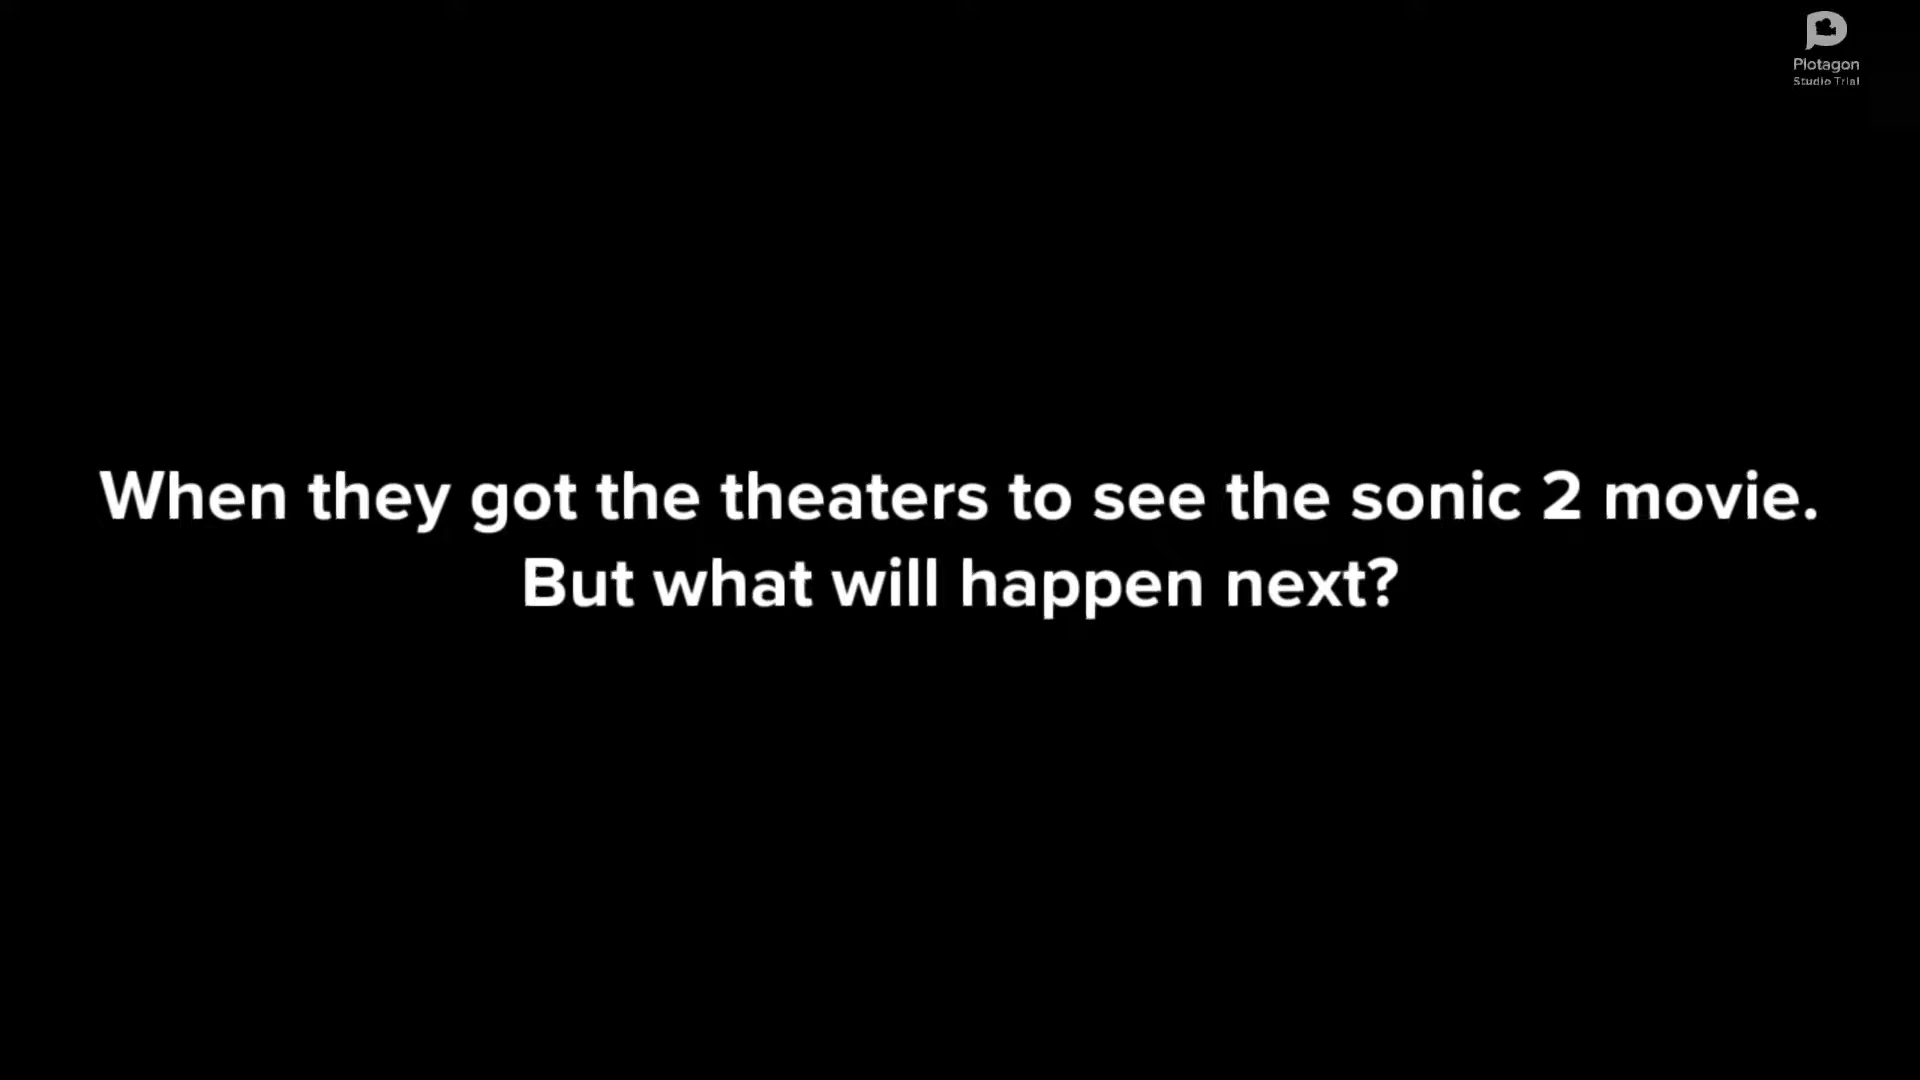 Plotagon
Studio Trial
When they got the theaters to see the sonic 2 movie.
But what will happen next?